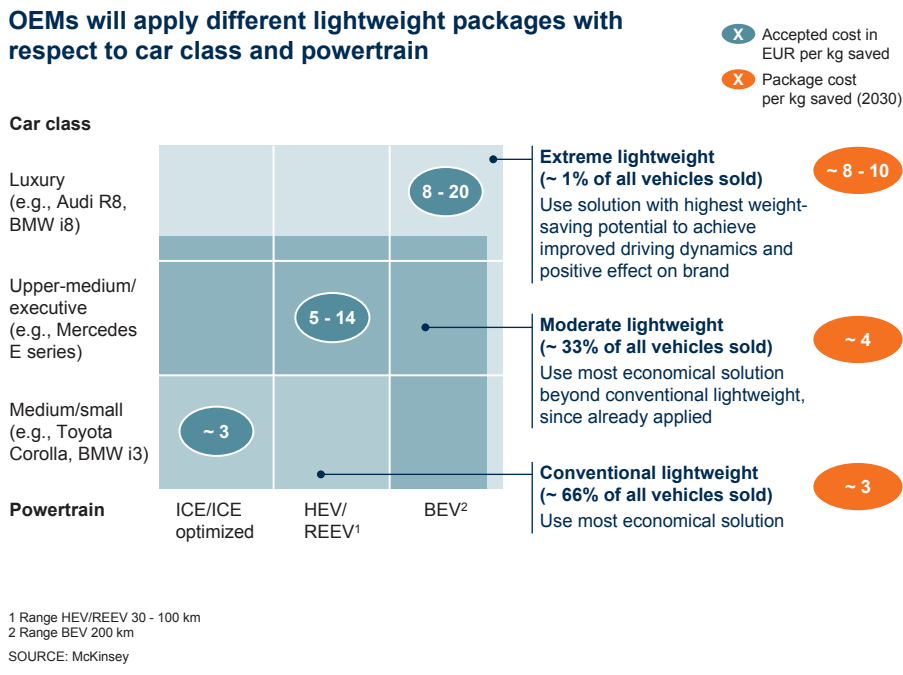 OEMs will apply different lightweight packages with
respect to car class and powertrain
X Accepted cost in
EUR per kg saved
X Package cost
per kg saved (2030)
Car class
Luxury
(e.g., Audi R8,
BMW i8)
8 - 20
Extreme lightweight
(~ 1% of all vehicles sold)
Use solution with highest weight-
saving potential to achieve
improved driving dynamics and
positive effect on brand
~ 8 - 10
Upper-medium/
executive
(e.g., Mercedes
E series)
5 - 14
Moderate lightweight
(~ 33% of all vehicles sold)
Use most economical solution
beyond conventional lightweight,
since already applied
~ 4
Medium/small
(e.g., Toyota
Corolla, BMW i3)
~ 3
Conventional lightweight
(~ 66% of all vehicles sold)
Use most economical solution
~ 3
Powertrain
ICE/ICE
optimized
HEV/
REEV1
BEV2
1 Range HEV/REEV 30 - 100 km
2 Range BEV 200 km
SOURCE: McKinsey